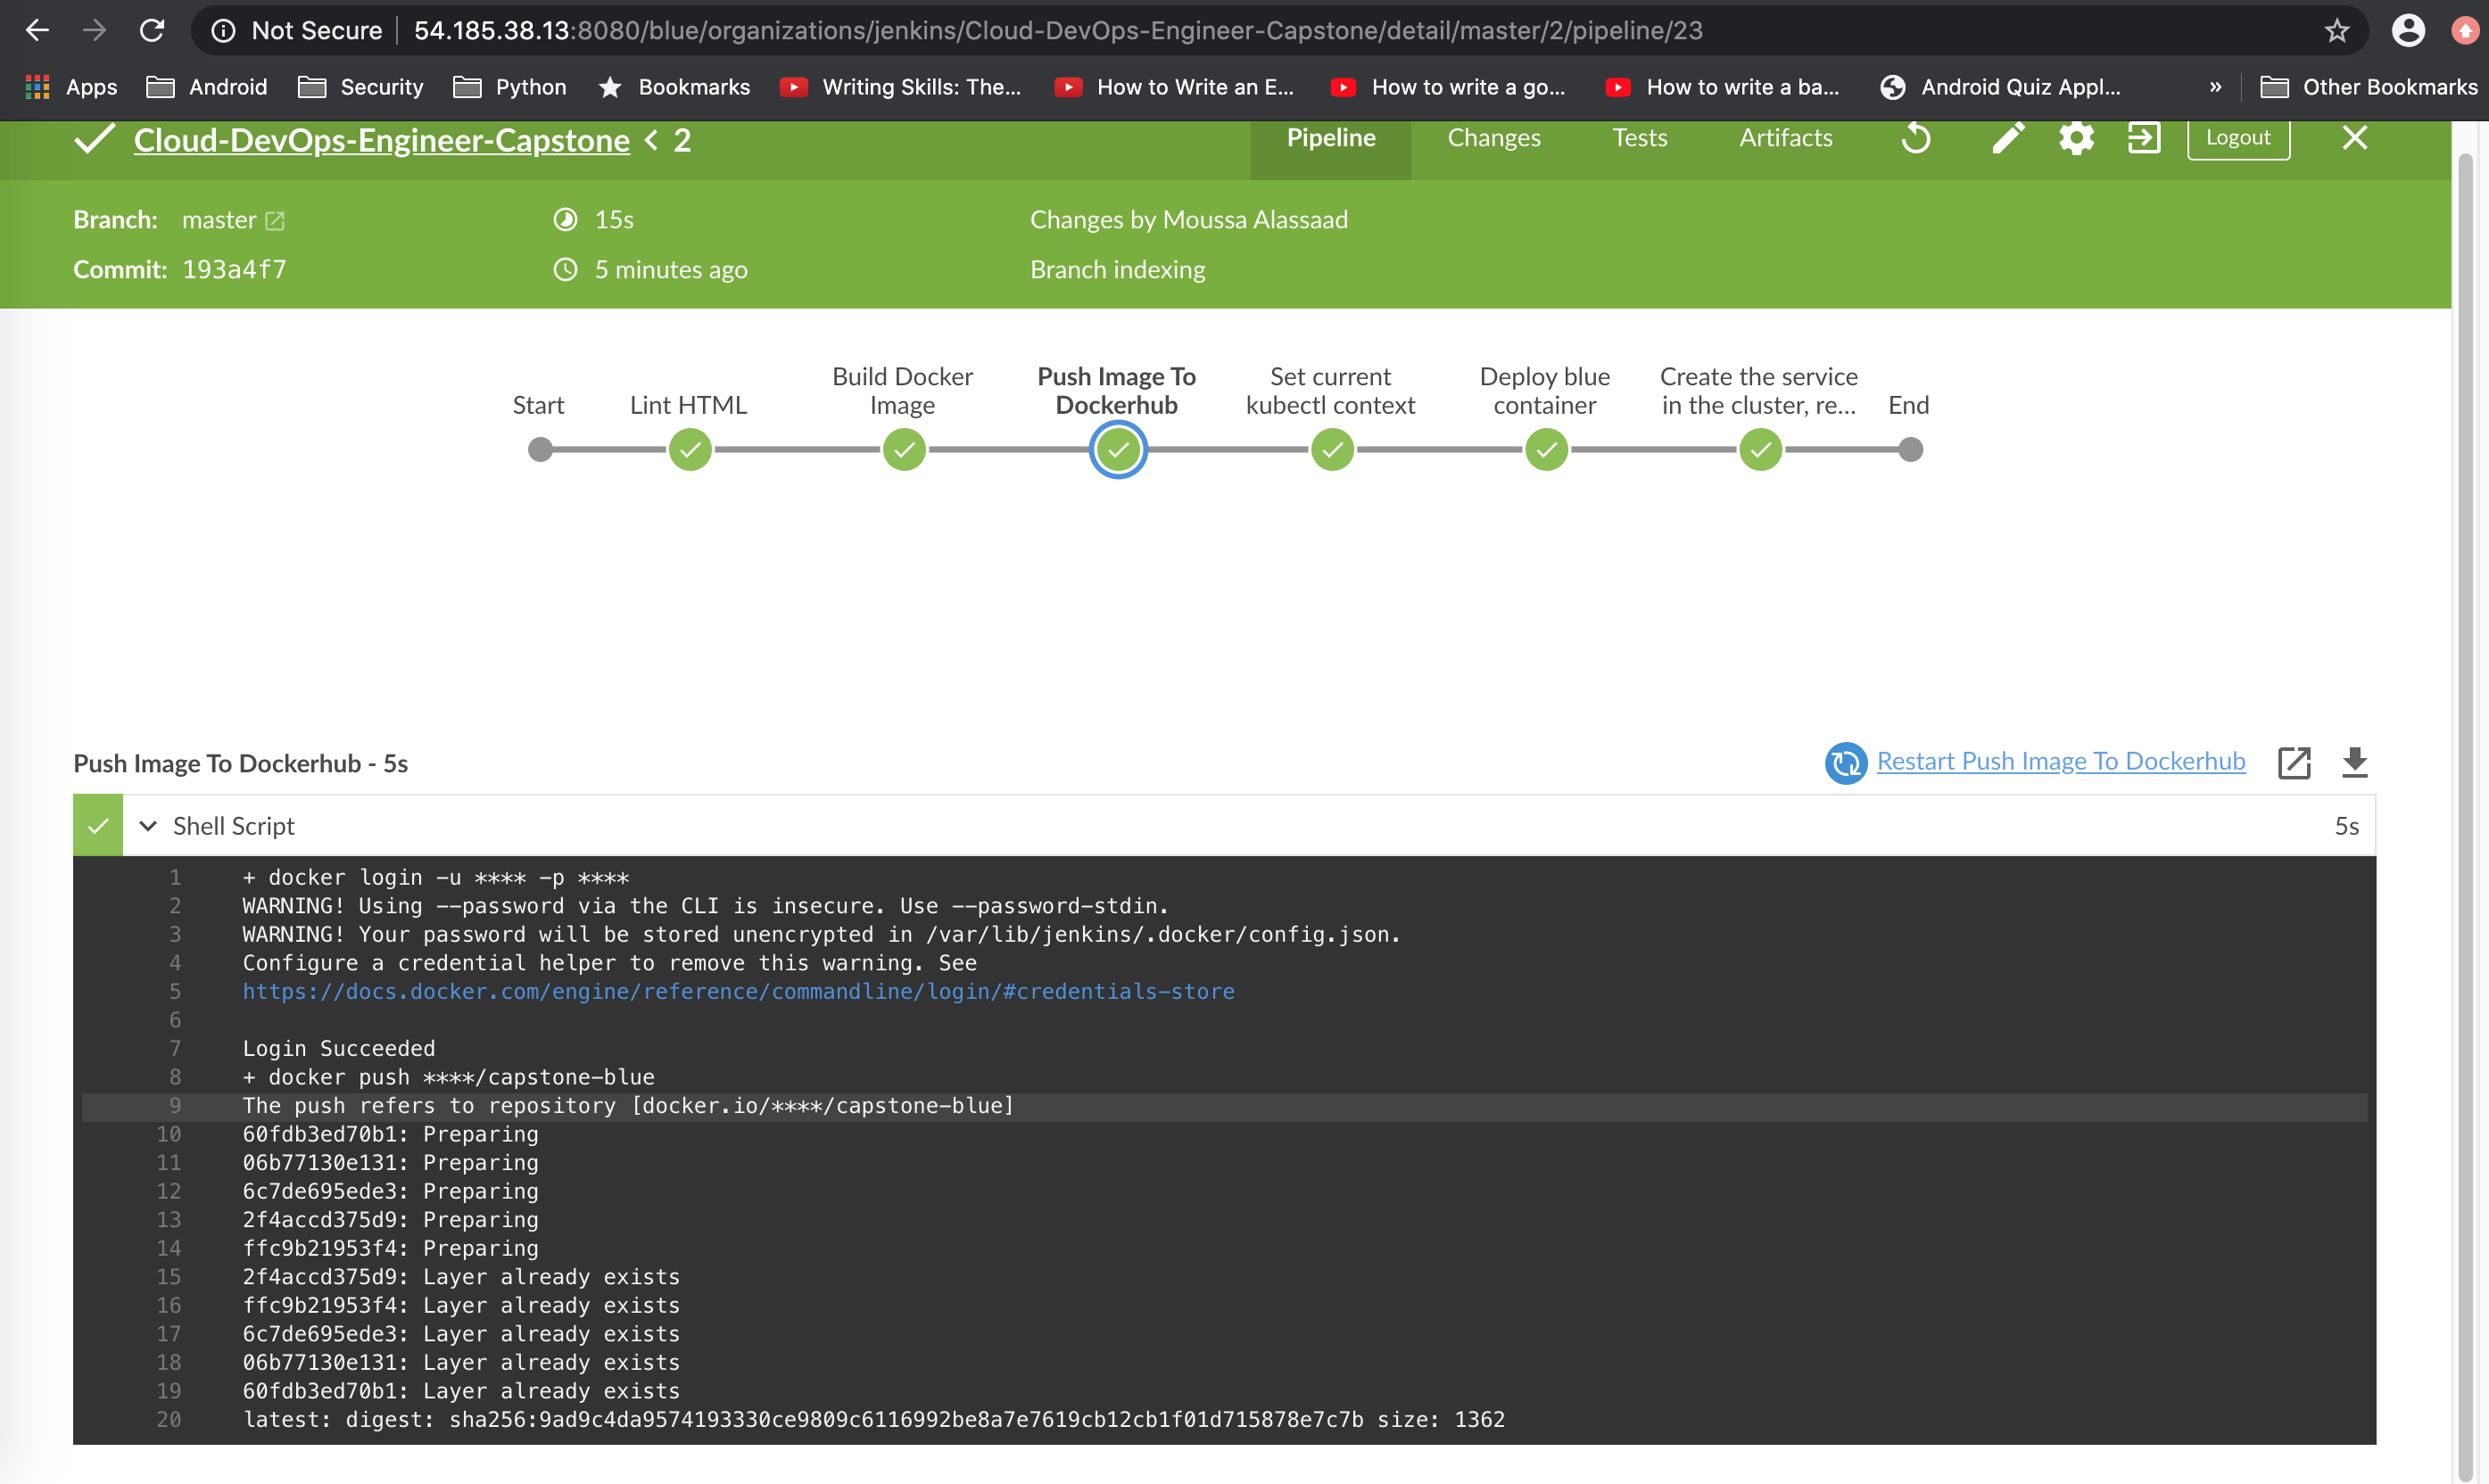 Not Secure 54.185.38.13:8080/blue/organizations/jenkins/Cloud-DevOps-Engineer-Capstone/detail/master/2/pipeline/23
Apps Android Security Python Bookmarks Writing Skills: The... How to Write an E... How to write a go... How to write a ba... Android Quiz Appl... » Other Bookmarks
Cloud-DevOps-Engineer-Capstone < 2 Pipeline Changes Tests Artifacts Logout
Branch: master 15s Changes by Moussa Alassaad
Commit: 193a4f7 5 minutes ago Branch indexing
Start
Lint HTML
Build Docker
Image
Push Image To
Dockerhub
Set current
kubectl context
Deploy blue
container
Create the service
in the cluster, re...
End
Push Image To Dockerhub - 5s Restart Push Image To Dockerhub
Shell Script 5s
1 + docker login -u **** -p ****
2 WARNING! Using --password via the CLI is insecure. Use --password-stdin.
3 WARNING! Your password will be stored unencrypted in /var/lib/jenkins/.docker/config.json.
4 Configure a credential helper to remove this warning. See
5 https://docs.docker.com/engine/reference/commandline/login/#credentials-store
6
7 Login Succeeded
8 + docker push ****/capstone-blue
9 The push refers to repository [docker.io/****/capstone-blue]
10 60fdb3ed70b1: Preparing
11 06b77130e131: Preparing
12 6c7de695ede3: Preparing
13 2f4accd375d9: Preparing
14 ffc9b21953f4: Preparing
15 2f4accd375d9: Layer already exists
16 ffc9b21953f4: Layer already exists
17 6c7de695ede3: Layer already exists
18 06b77130e131: Layer already exists
19 60fdb3ed70b1: Layer already exists
20 latest: digest: sha256:9ad9c4da9574193330ce9809c6116992be8a7e7619cb12cb1f01d715878e7c7b size: 1362